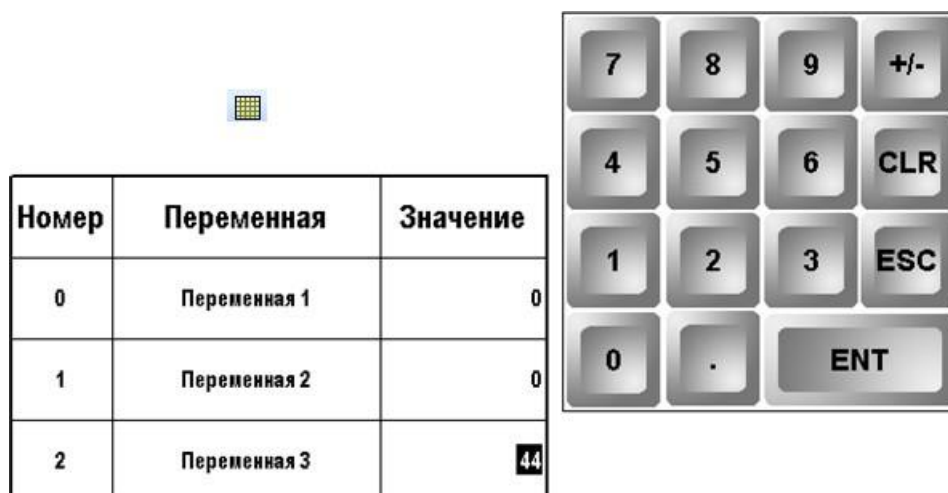 Номер Переменная Значение
0 Переменная 1 0
1 Переменная 2 0
2 Переменная 3 44
7 8 9 +/-
4 5 6 CLR
1 2 3 ESC
0 . ENT